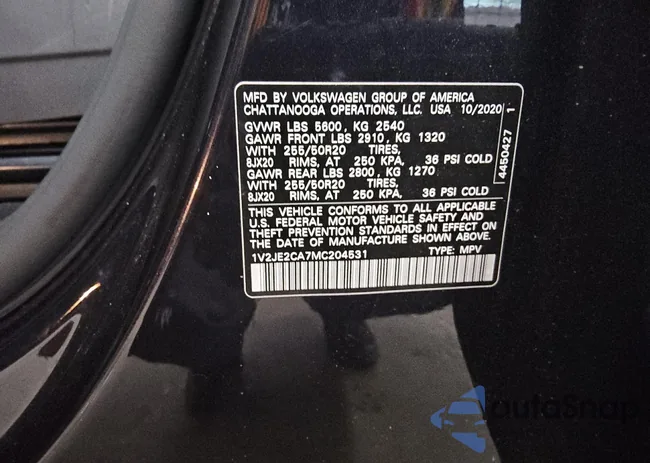 MFD BY VOLKSWAGEN GROUP OF AMERICA
CHATTANOOGA OPERATIONS, LLC. USA 10/2020
GVWR LBS 5600, KG 2540
GAWR FRONT LBS 2910, KG 1320
WITH 255/50R20 TIRES,
8JX20 RIMS, AT 250 KPA, 36 PSI COLD
GAWR REAR LBS 2800, KG 1270
WITH 255/50R20 TIRES,
8JX20 RIMS, AT 250 KPA, 36 PSI COLD
THIS VEHICLE CONFORMS TO ALL APPLICABLE
U.S. FEDERAL MOTOR VEHICLE SAFETY AND
THEFT PREVENTION STANDARDS IN EFFECT ON THE
DATE OF MANUFACTURE SHOWN ABOVE.
1V2JE2CA7MC204531 TYPE: MPV
4450427 1
autoSnap